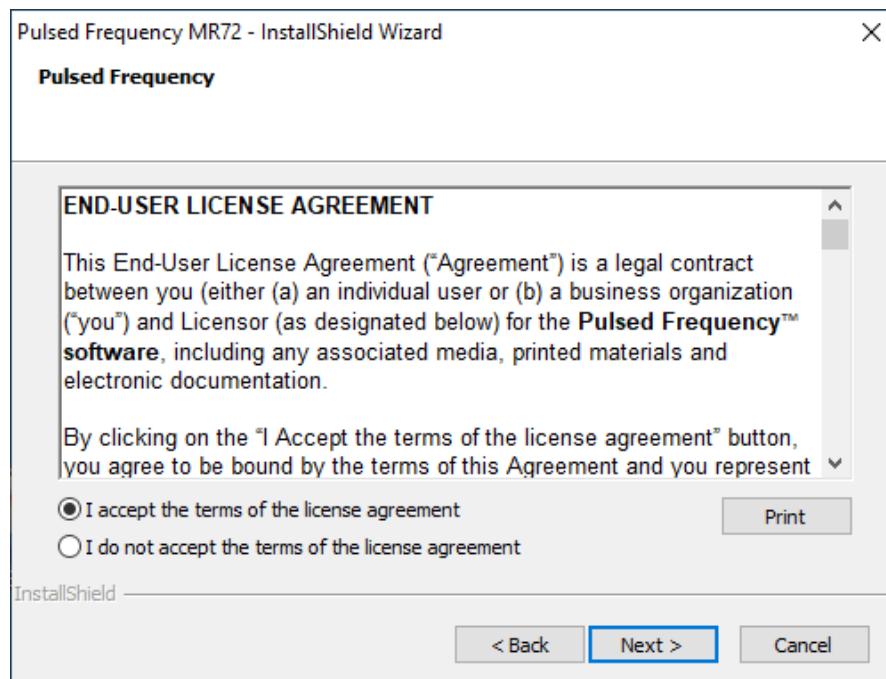 Pulsed Frequency MR72 - InstallShield Wizard
Pulsed Frequency
END-USER LICENSE AGREEMENT
This End-User License Agreement (“Agreement”) is a legal contract
between you (either (a) an individual user or (b) a business organization
(“you”) and Licensor (as designated below) for the Pulsed Frequency™
software, including any associated media, printed materials and
electronic documentation.
By clicking on the “I Accept the terms of the license agreement” button,
you agree to be bound by the terms of this Agreement and you represent
I accept the terms of the license agreement
Print
I do not accept the terms of the license agreement
InstallShield
< Back Next > Cancel